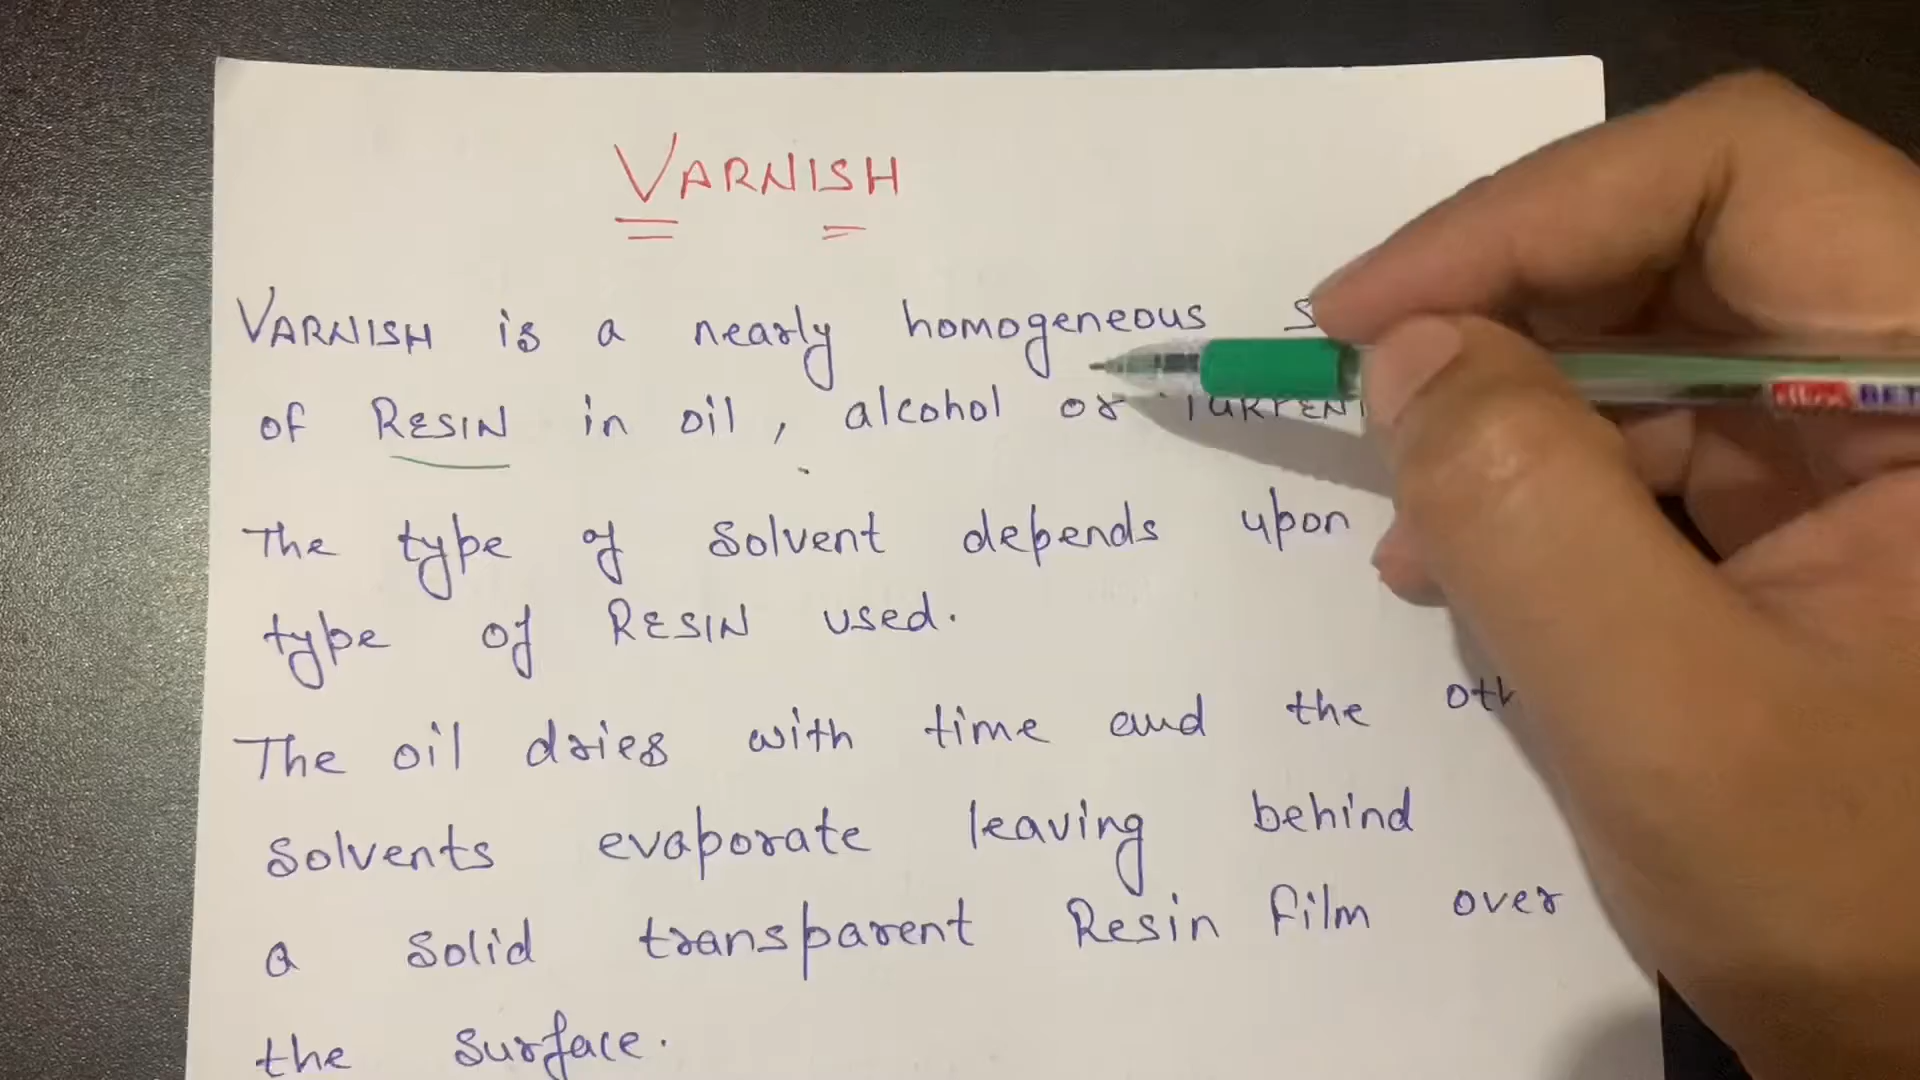 VARNISH
VARNISH is a nearly homogeneous
of RESIN in oil, alcohol or
The type of solvent depends upon
type of RESIN used.
The oil dries with time and the
solvents evaporate leaving behind
a solid transparent Resin film over
the surface.